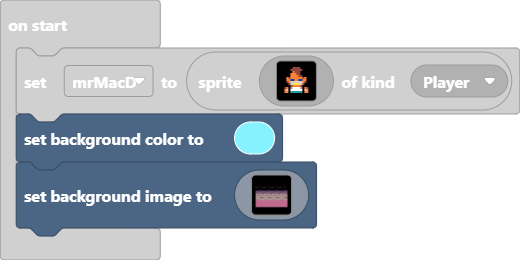 on start
set mrMacD to sprite of kind Player
set background color to
set background image to